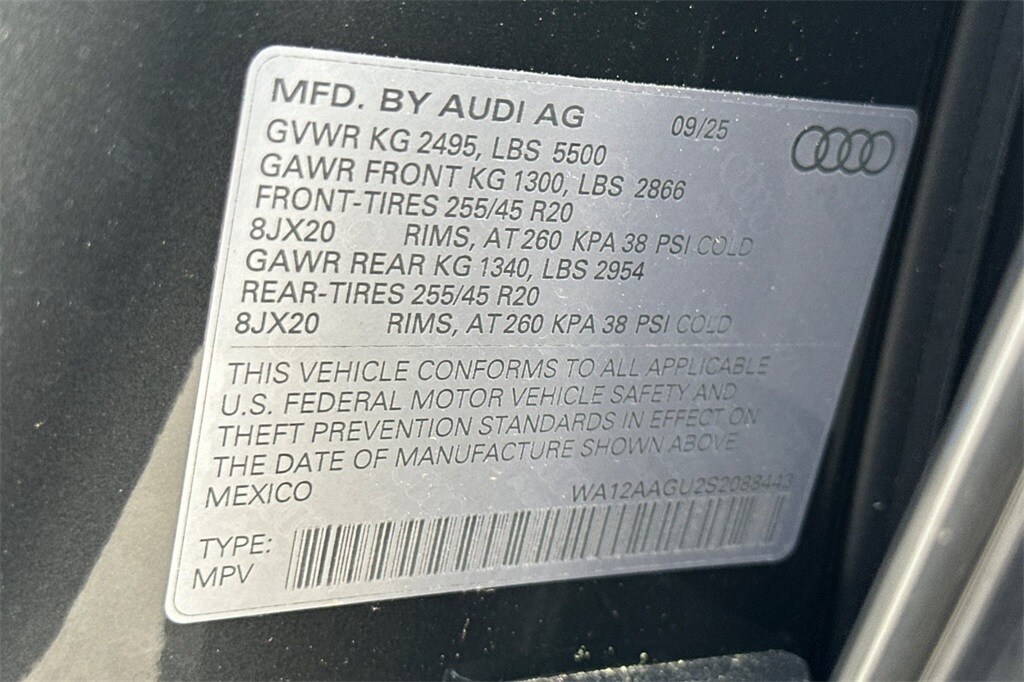 MFD. BY AUDI AG 09/25
GVWR KG 2495, LBS 5500
GAWR FRONT KG 1300, LBS 2866
FRONT-TIRES 255/45 R20
8JX20 RIMS, AT 260 KPA 38 PSI COLD
GAWR REAR KG 1340, LBS 2954
REAR-TIRES 255/45 R20
8JX20 RIMS, AT 260 KPA 38 PSI COLD
THIS VEHICLE CONFORMS TO ALL APPLICABLE
U.S. FEDERAL MOTOR VEHICLE SAFETY AND
THEFT PREVENTION STANDARDS IN EFFECT ON
THE DATE OF MANUFACTURE SHOWN ABOVE
MEXICO WA12AAGU2S2088443
TYPE:
MPV